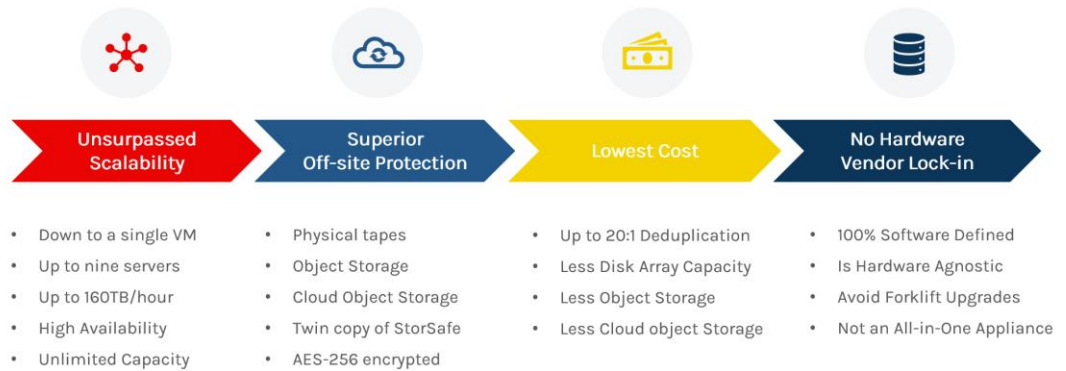 Unsurpassed
Scalability
Superior
Off-site Protection
Lowest Cost
No Hardware
Vendor Lock-in
• Down to a single VM
• Up to nine servers
• Up to 160TB/hour
• High Availability
• Unlimited Capacity
• Physical tapes
• Object Storage
• Cloud Object Storage
• Twin copy of StorSafe
• AES-256 encrypted
• Up to 20:1 Deduplication
• Less Disk Array Capacity
• Less Object Storage
• Less Cloud object Storage
• 100% Software Defined
• Is Hardware Agnostic
• Avoid Forklift Upgrades
• Not an All-in-One Appliance